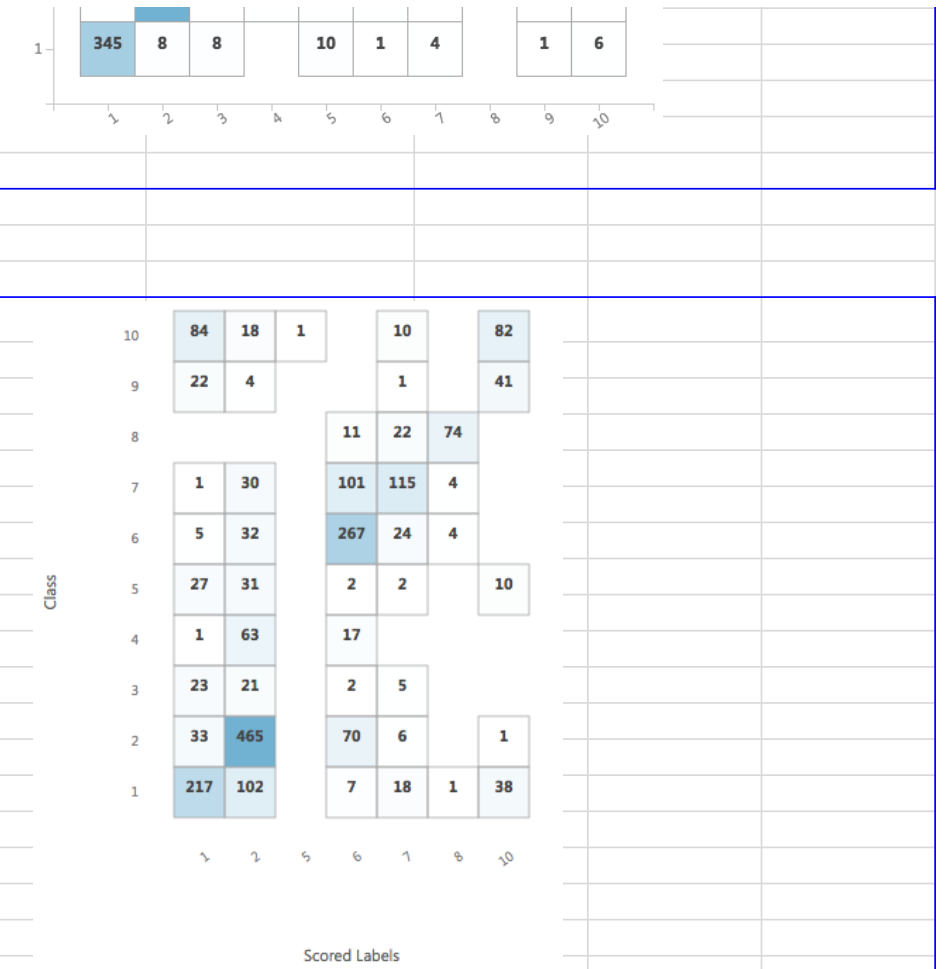 1 345 8 8 10 1 4 1 6
1 2 3 4 5 6 7 8 9 10
10 84 18 1 10 82
9 22 4 1 41
8 11 22 74
7 1 30 101 115 4
6 5 32 267 24 4
Class
5 27 31 2 2 10
4 1 63 17
3 23 21 2 5
2 33 465 70 6 1
1 217 102 7 18 1 38
1 2 5 6 7 8 10
Scored Labels